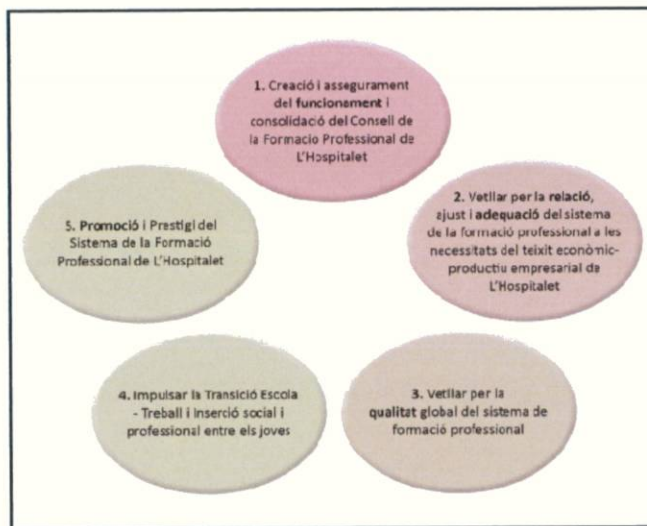 1. Creació i assegurament
del funcionament i
consolidació del Consell de
la Formacio Professional de
L'Hospitalet
2. Vetllar per la relació,
ajust i adequació del sistema
de la formació professional a les
necessitats del teixit econòmic-
productiu empresarial de
L'Hospitalet
3. Vetllar per la
qualitat global del sistema de
formació professional
4. Impulsar la Transició Escola
- Treball i Inserció social i
professional entre els joves
5. Promoció i Prestigi del
Sistema de la Formació
Professional de L'Hospitalet